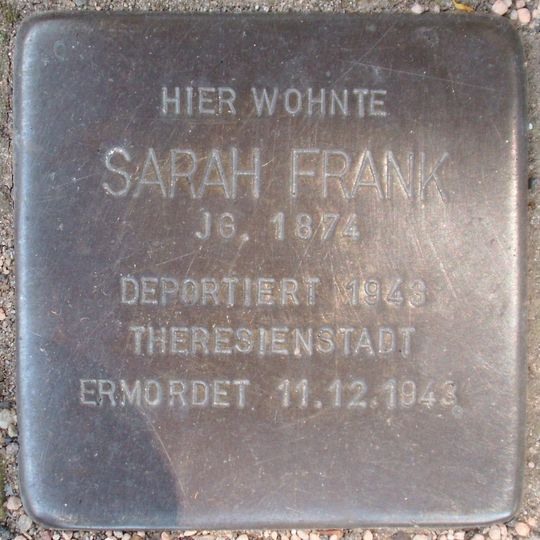 HIER WOHNTE
SARAH FRANK
JG. 1874
DEPORTIERT 1943
THERESIENSTADT
ERMORDET 11.12.1943